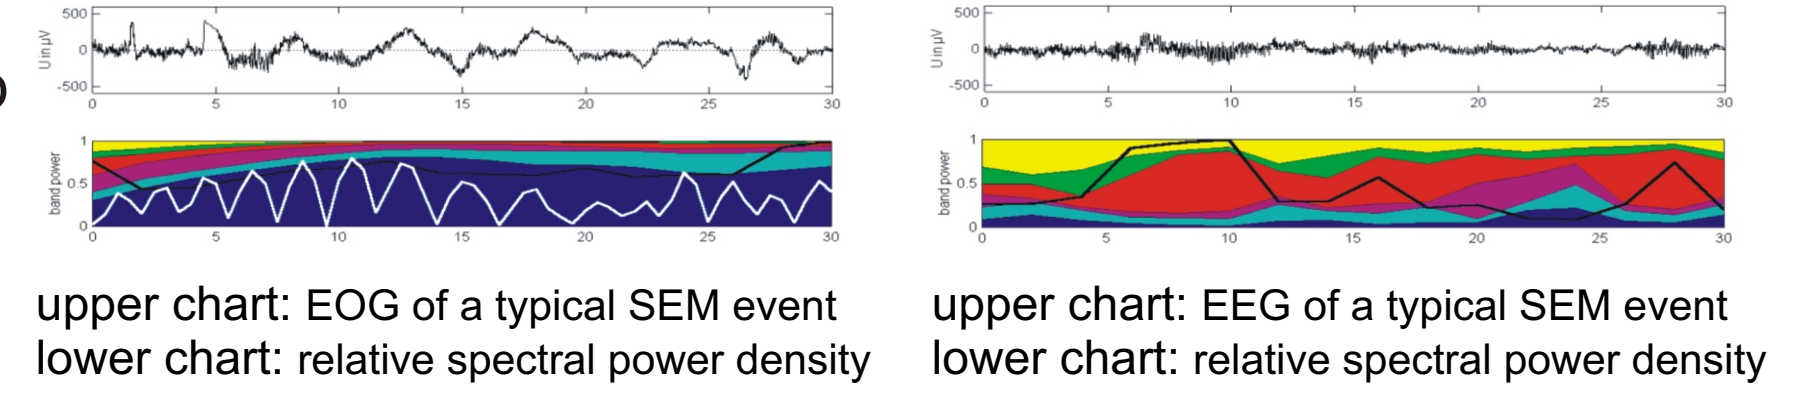 500
0
-500
U in µV
0 5 10 15 20 25 30
1
0.5
0
band power
0 5 10 15 20 25 30
upper chart: EOG of a typical SEM event
lower chart: relative spectral power density
500
0
-500
U in µV
0 5 10 15 20 25 30
1
0.5
0
band power
0 5 10 15 20 25 30
upper chart: EEG of a typical SEM event
lower chart: relative spectral power density